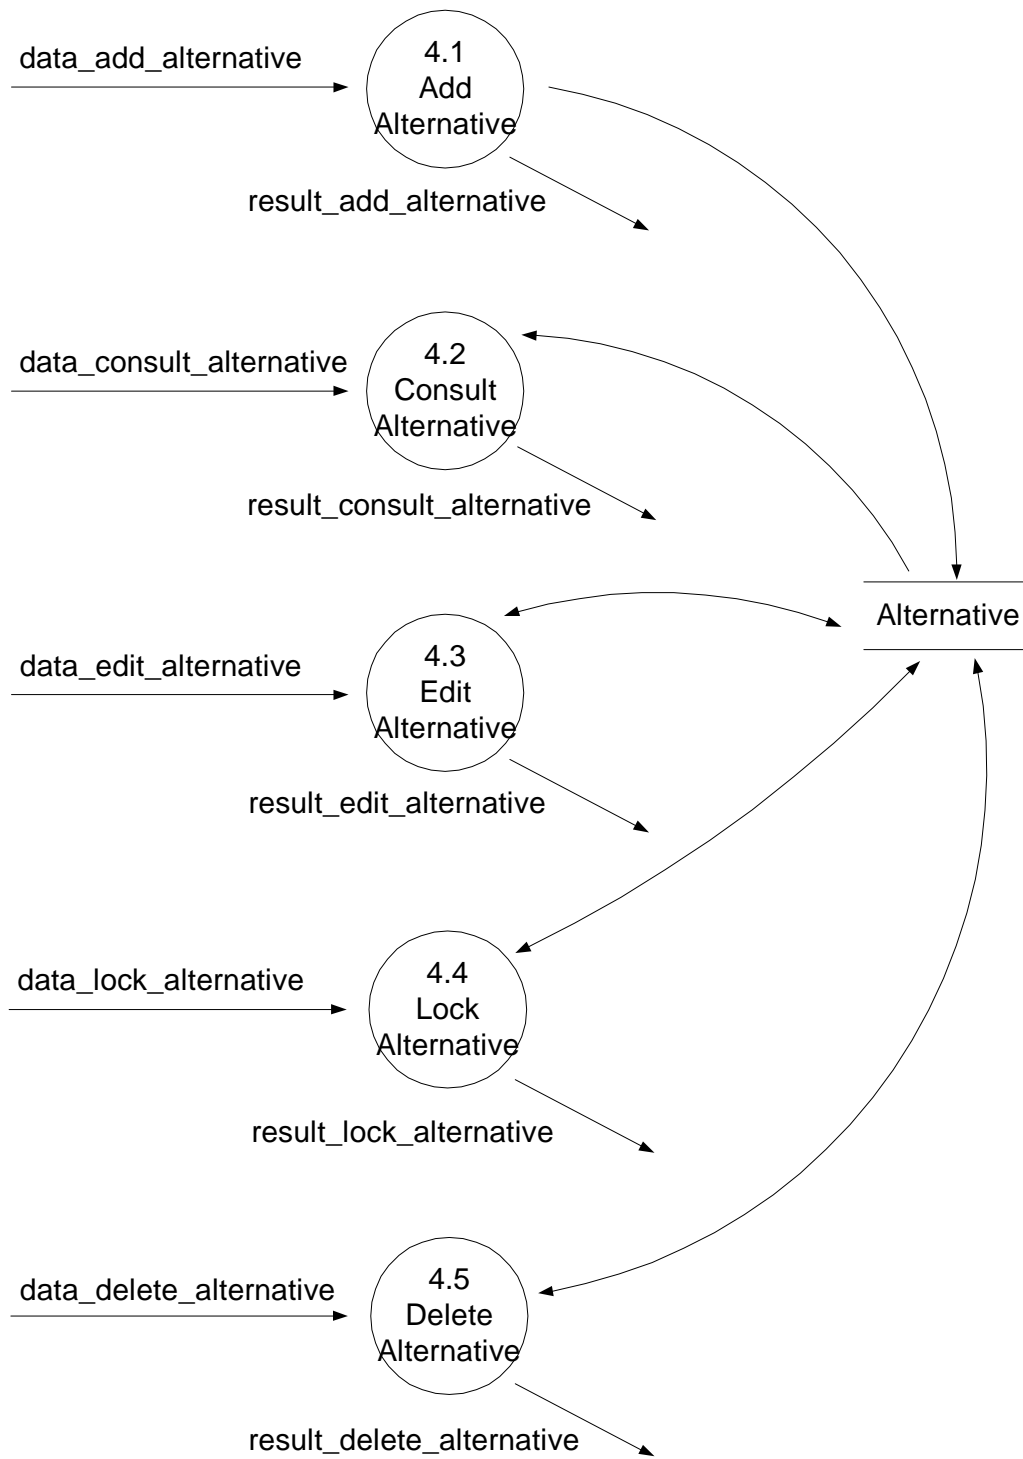 data_add_alternative
4.1
Add
Alternative
result_add_alternative
data_consult_alternative
4.2
Consult
Alternative
result_consult_alternative
Alternative
data_edit_alternative
4.3
Edit
Alternative
result_edit_alternative
data_lock_alternative
4.4
Lock
Alternative
result_lock_alternative
data_delete_alternative
4.5
Delete
Alternative
result_delete_alternative